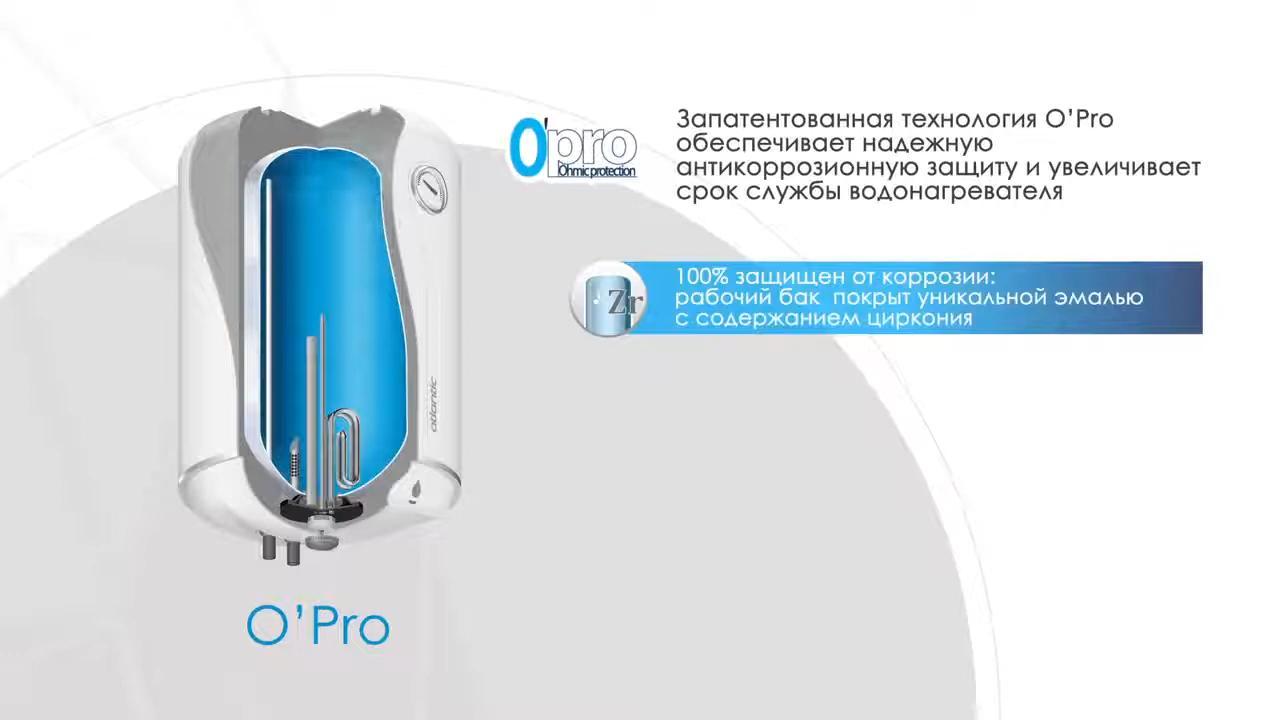 O'pro
Ohmic protection
Запатентованная технология O'Pro
обеспечивает надежную
антикоррозионную защиту и увеличивает
срок службы водонагревателя
Zr
100% защищен от коррозии:
рабочий бак покрыт уникальной эмалью
с содержанием циркония
atlantic
O'Pro